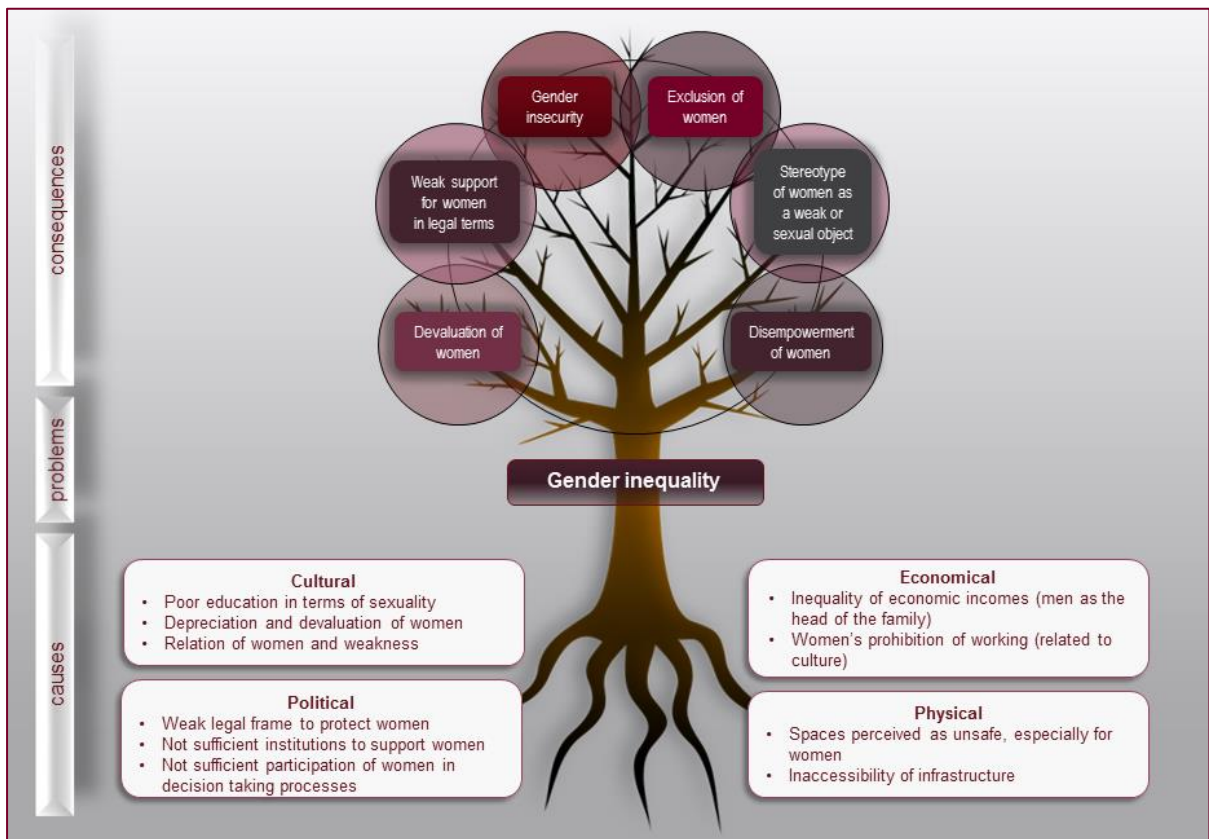 consequences
Gender
insecurity
Exclusion of
women
Weak support
for women
in legal terms
Stereotype
of women as
a weak or
sexual object
Devaluation of
women
Disempowerment
of women
problems
Gender inequality
causes
Cultural
• Poor education in terms of sexuality
• Depreciation and devaluation of women
• Relation of women and weakness
Economical
• Inequality of economic incomes (men as the
head of the family)
• Women's prohibition of working (related to
culture)
Political
• Weak legal frame to protect women
• Not sufficient institutions to support women
• Not sufficient participation of women in
decision taking processes
Physical
• Spaces perceived as unsafe, especially for
women
• Inaccessibility of infrastructure